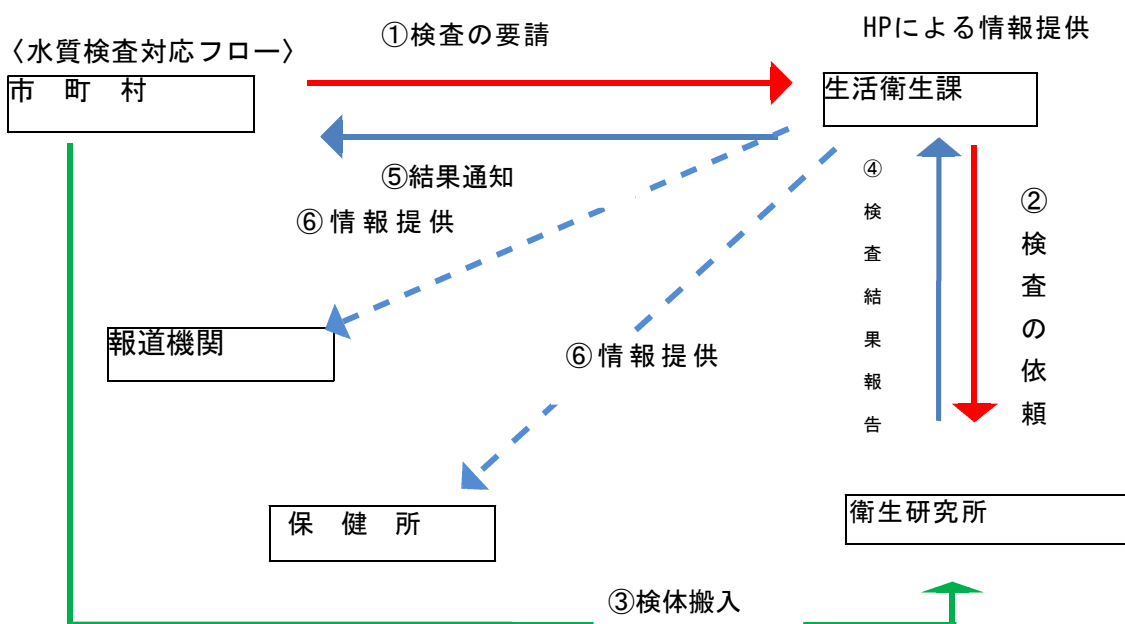 〈水質検査対応フロー〉
①検査の要請
HPによる情報提供
市　町　村
生活衛生課
⑤結果通知
⑥情報提供
④検査結果報告
②検査の依頼
報道機関
⑥情報提供
保　健　所
衛生研究所
③検体搬入